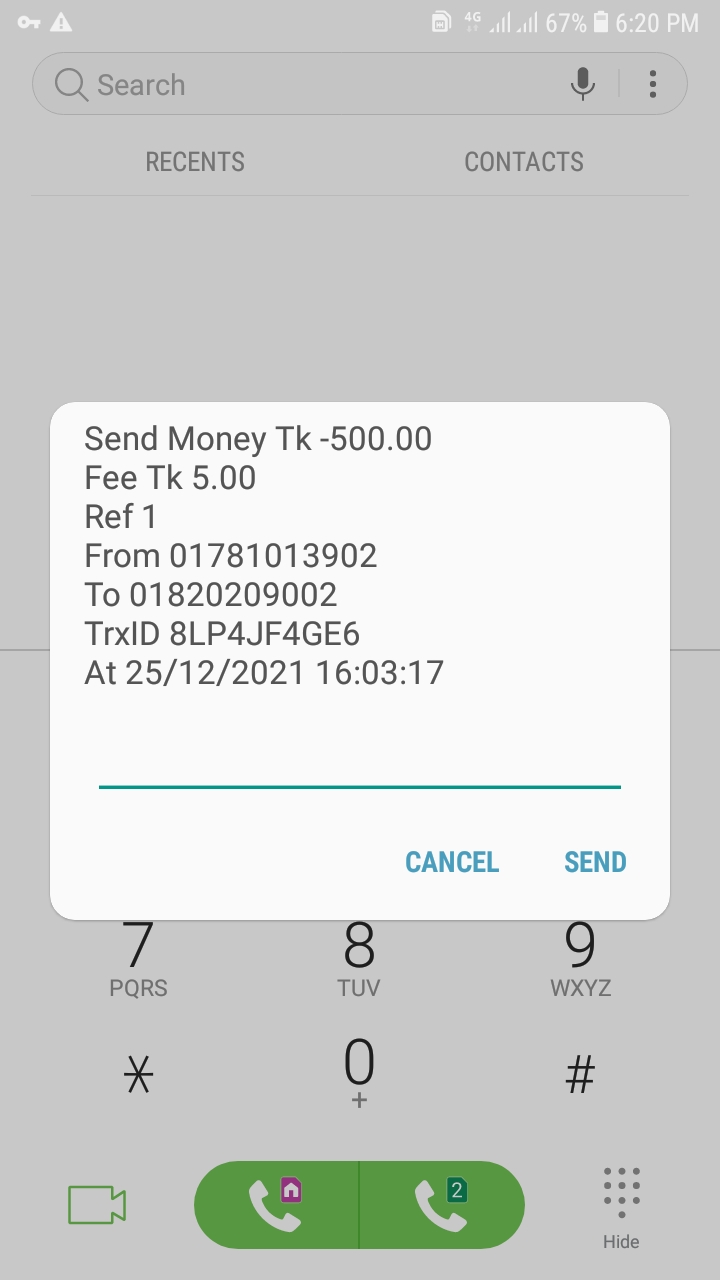 4G 67% 6:20 PM
Search
RECENTS CONTACTS
Send Money Tk -500.00
Fee Tk 5.00
Ref 1
From 01781013902
To 01820209002
TrxID 8LP4JF4GE6
At 25/12/2021 16:03:17
CANCEL SEND
7 8 9
PQRS TUV WXYZ
* 0 #
+
2
Hide